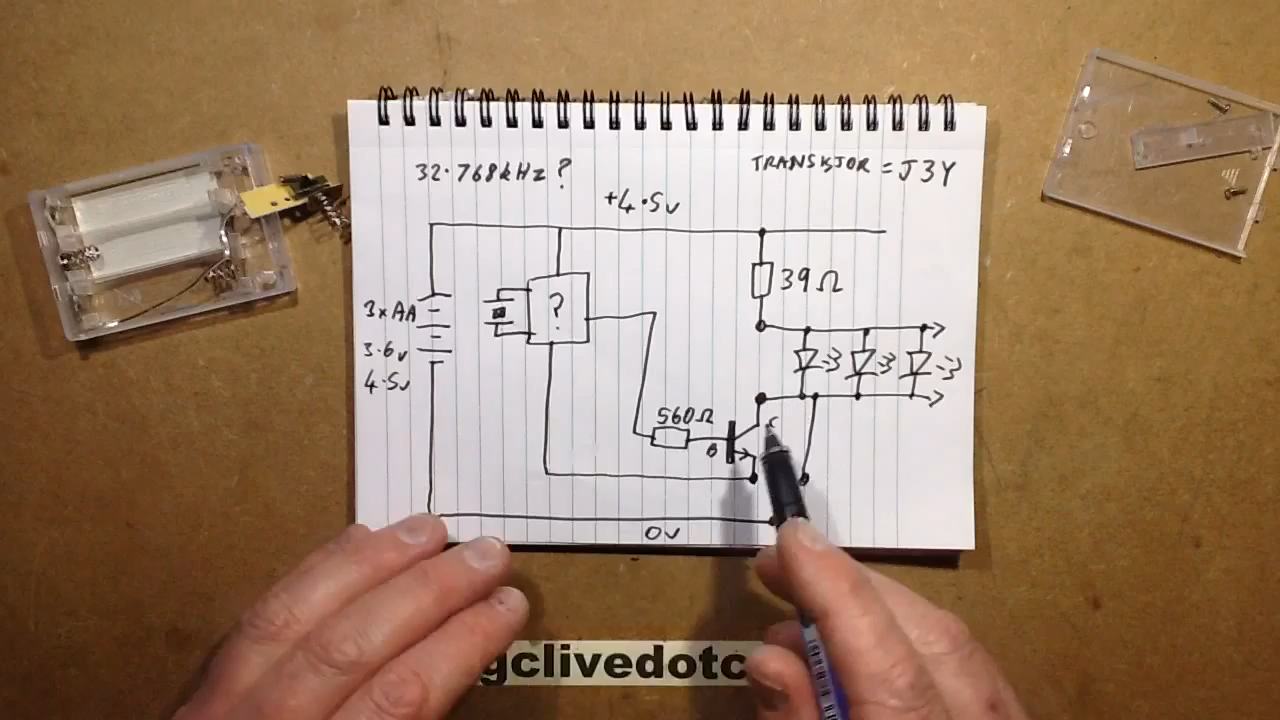 32.768kHz?
TRANSISTOR = J3Y
+4.5v
3xAA
3.6v
4.5v
?
39Ω
560Ω
B
C
0v
gclivedotc